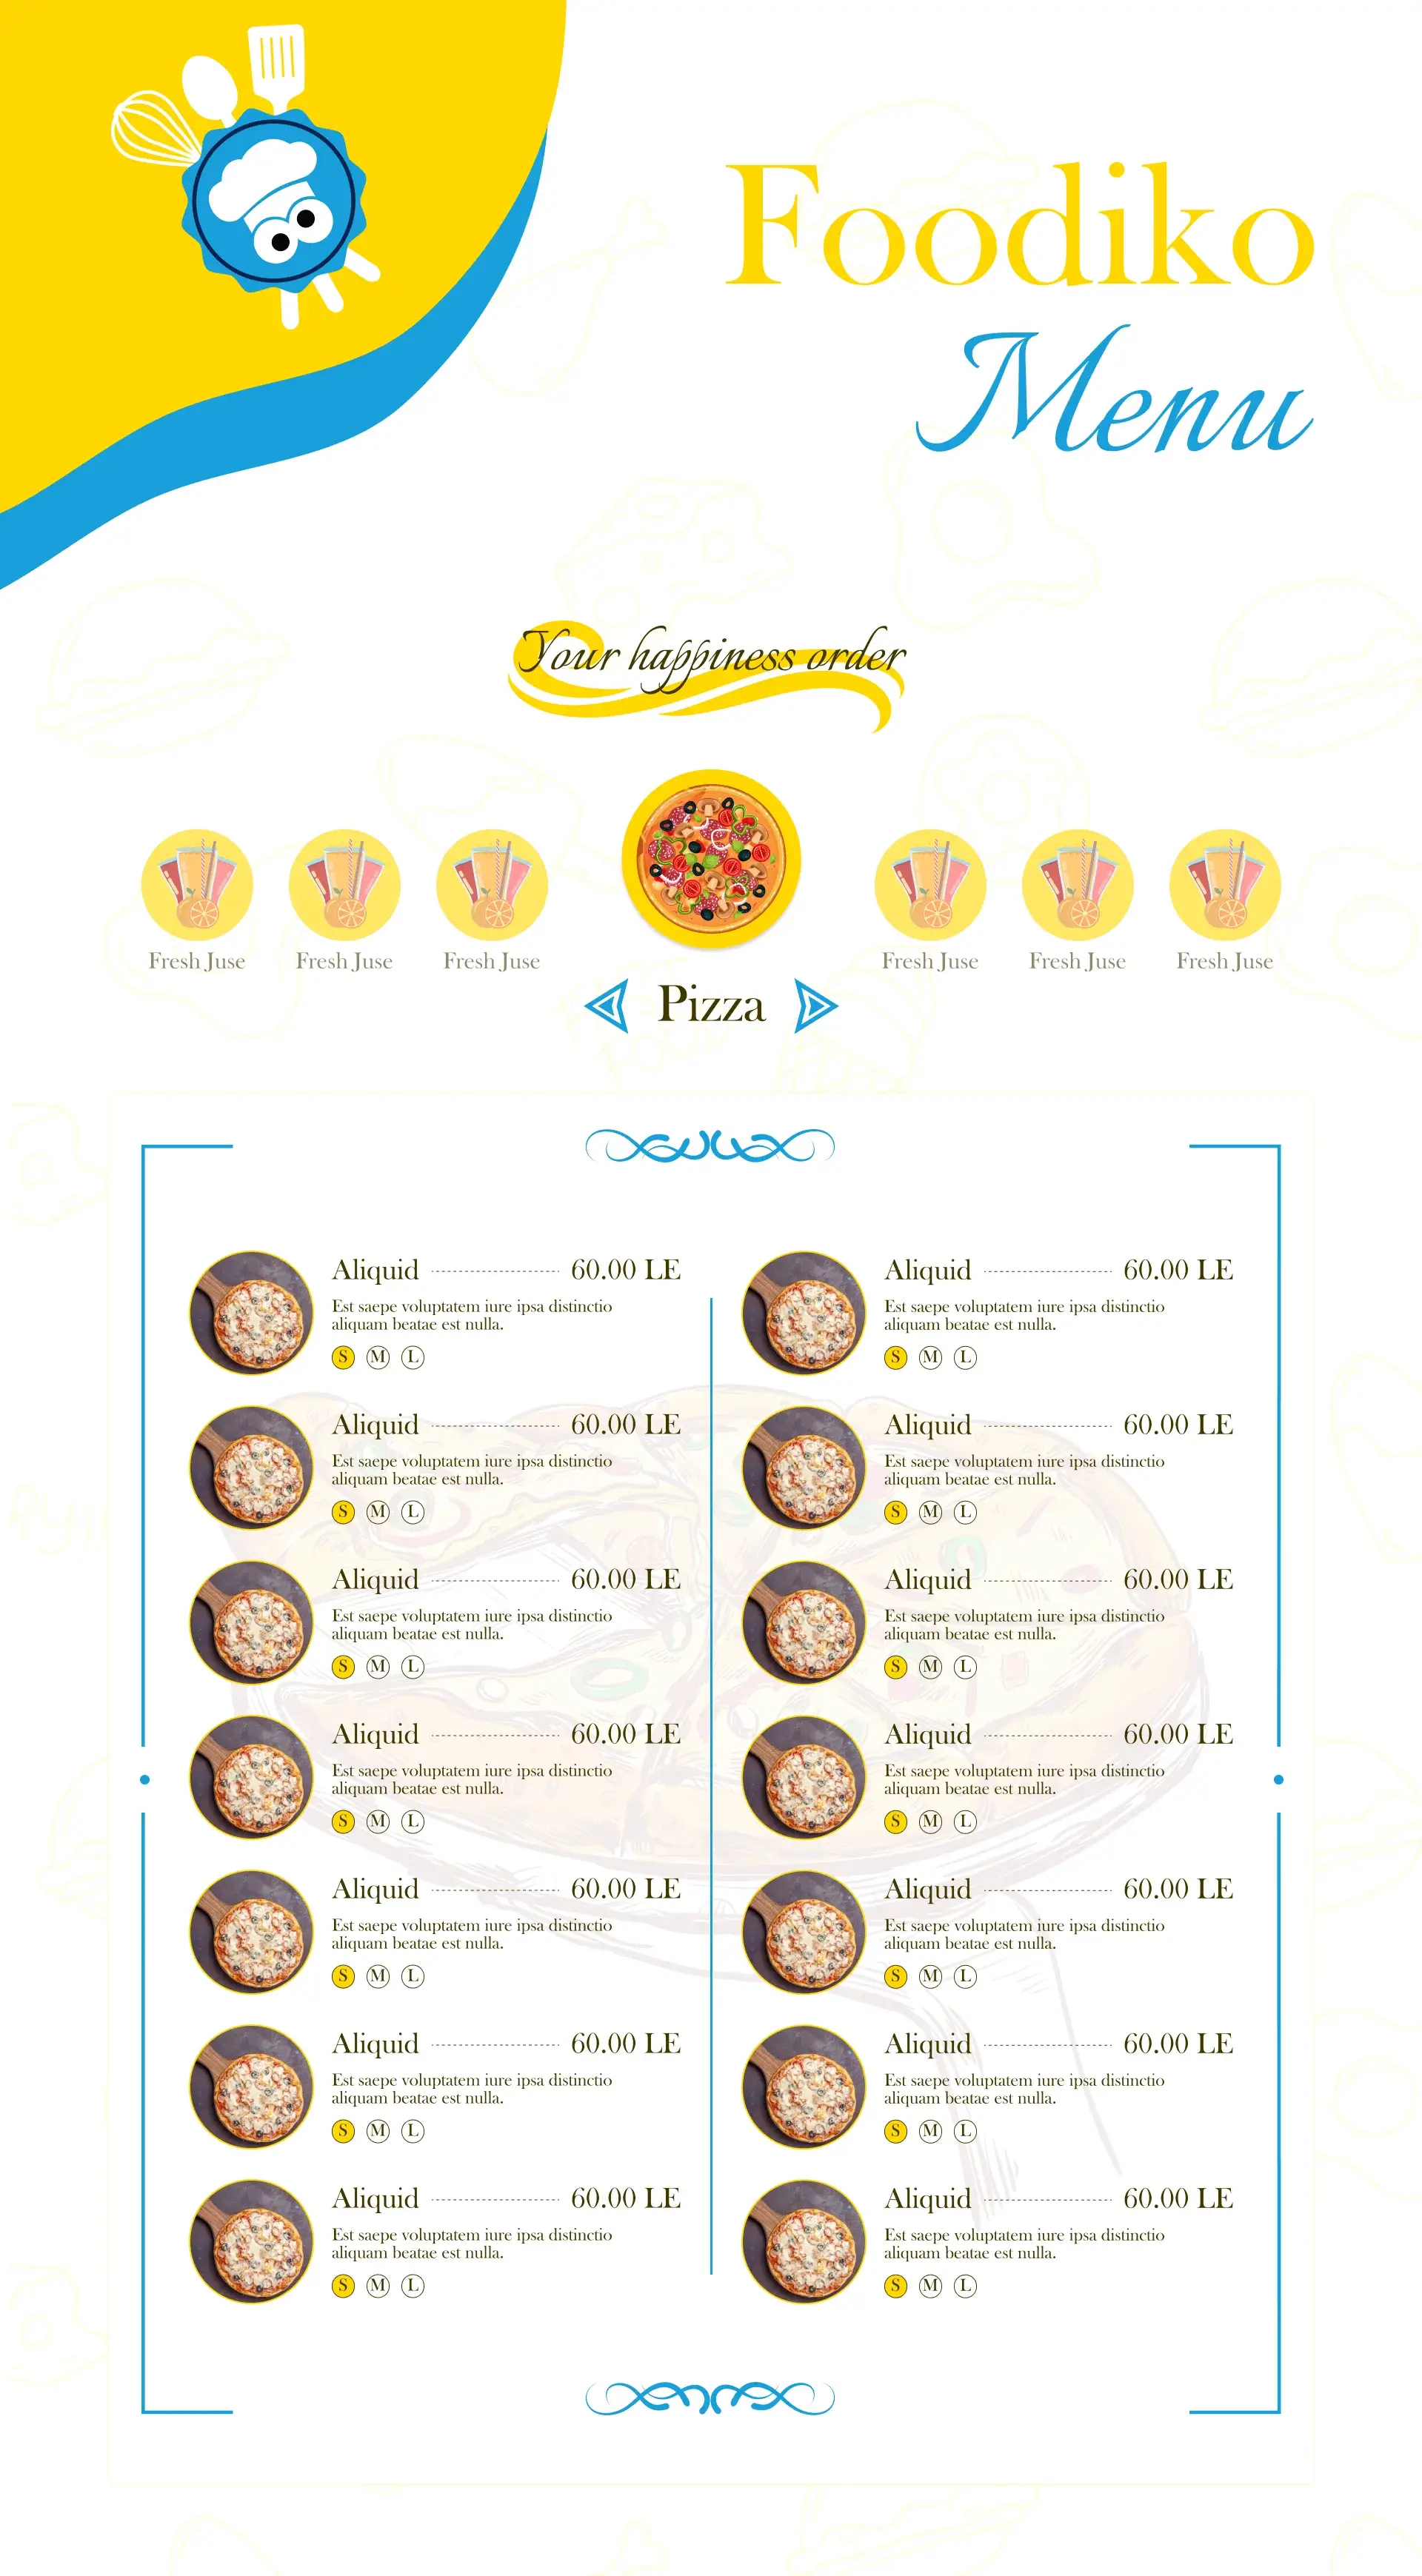 Foodiko
Menu
Your happiness order
Fresh Juse
Fresh Juse
Fresh Juse
Fresh Juse
Fresh Juse
Fresh Juse
Pizza
Aliquid 60.00 LE
Est saepe voluptatem iure ipsa distinctio
aliquam beatae est nulla.
S M L
Aliquid 60.00 LE
Est saepe voluptatem iure ipsa distinctio
aliquam beatae est nulla.
S M L
Aliquid 60.00 LE
Est saepe voluptatem iure ipsa distinctio
aliquam beatae est nulla.
S M L
Aliquid 60.00 LE
Est saepe voluptatem iure ipsa distinctio
aliquam beatae est nulla.
S M L
Aliquid 60.00 LE
Est saepe voluptatem iure ipsa distinctio
aliquam beatae est nulla.
S M L
Aliquid 60.00 LE
Est saepe voluptatem iure ipsa distinctio
aliquam beatae est nulla.
S M L
Aliquid 60.00 LE
Est saepe voluptatem iure ipsa distinctio
aliquam beatae est nulla.
S M L
Aliquid 60.00 LE
Est saepe voluptatem iure ipsa distinctio
aliquam beatae est nulla.
S M L
Aliquid 60.00 LE
Est saepe voluptatem iure ipsa distinctio
aliquam beatae est nulla.
S M L
Aliquid 60.00 LE
Est saepe voluptatem iure ipsa distinctio
aliquam beatae est nulla.
S M L
Aliquid 60.00 LE
Est saepe voluptatem iure ipsa distinctio
aliquam beatae est nulla.
S M L
Aliquid 60.00 LE
Est saepe voluptatem iure ipsa distinctio
aliquam beatae est nulla.
S M L
Aliquid 60.00 LE
Est saepe voluptatem iure ipsa distinctio
aliquam beatae est nulla.
S M L
Aliquid 60.00 LE
Est saepe voluptatem iure ipsa distinctio
aliquam beatae est nulla.
S M L